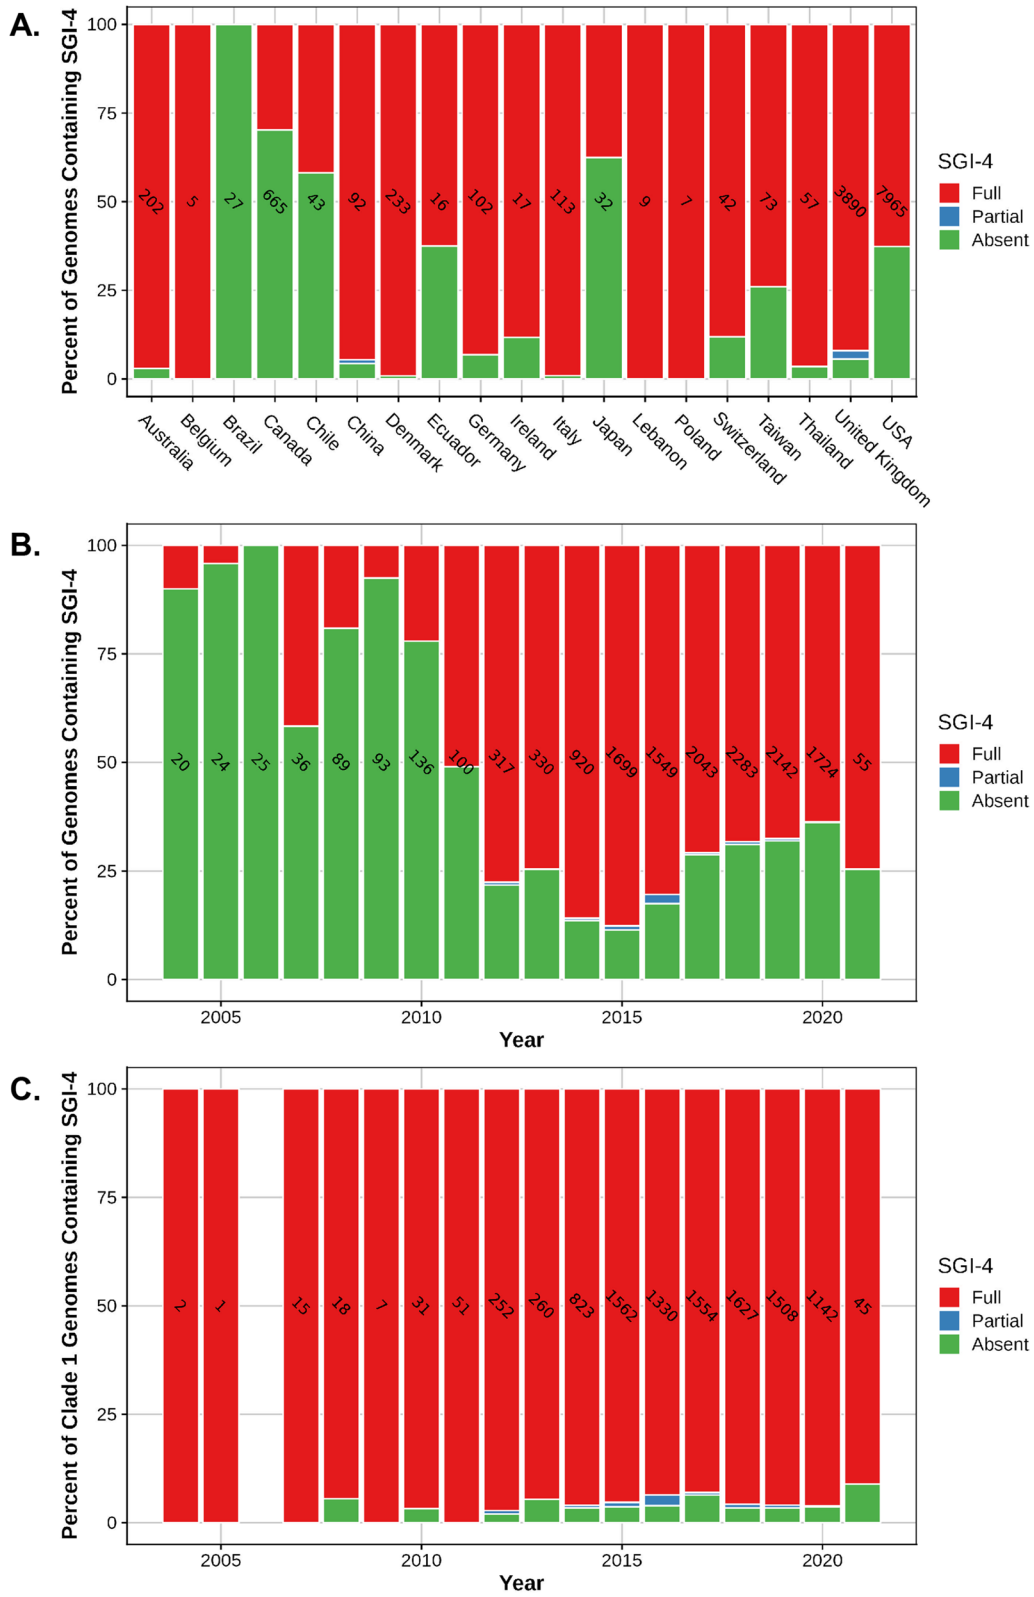 A.
Percent of Genomes Containing SGI-4
100
75
50
25
0
202
5
27
665
43
92
233
16
102
17
113
32
9
7
42
73
57
3890
7965
Australia
Belgium
Brazil
Canada
Chile
China
Denmark
Ecuador
Germany
Ireland
Italy
Japan
Lebanon
Poland
Switzerland
Taiwan
Thailand
United Kingdom
USA
SGI-4
Full
Partial
Absent
B.
Percent of Genomes Containing SGI-4
100
75
50
25
0
20
24
25
36
89
93
136
100
317
330
920
1699
1549
2043
2283
2142
1724
55
2005
2010
2015
2020
Year
SGI-4
Full
Partial
Absent
C.
Percent of Clade 1 Genomes Containing SGI-4
100
75
50
25
0
2
1
15
18
7
31
51
252
260
823
1562
1330
1554
1627
1508
1142
45
2005
2010
2015
2020
Year
SGI-4
Full
Partial
Absent